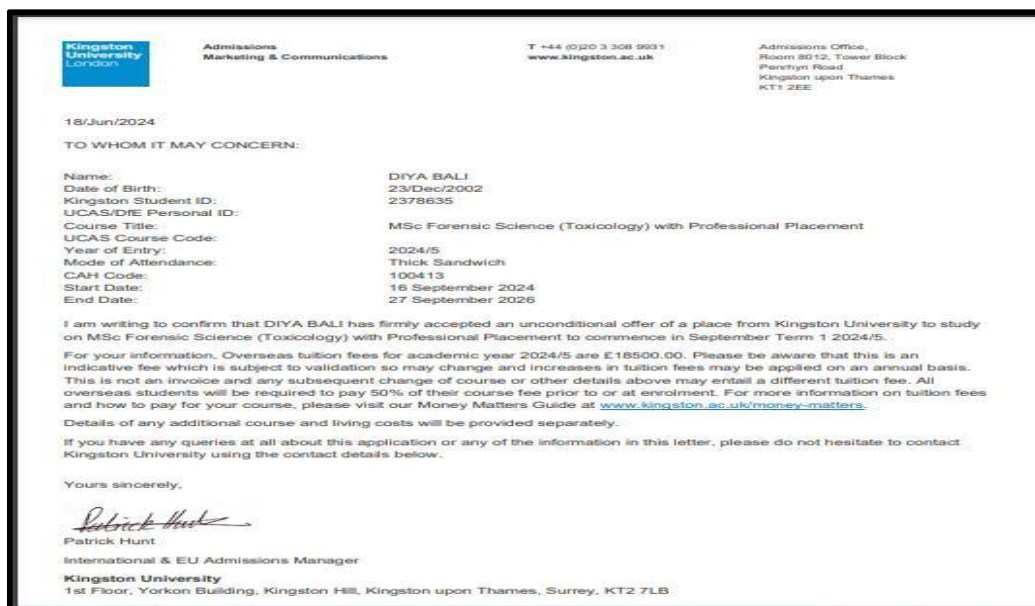 Kingston
University
London
Admissions
Marketing & Communications
T +44 (0)20 3 308 9931
www.kingston.ac.uk
Admissions Office,
Room 8012, Tower Block
Penrhyn Road
Kingston upon Thames
KT1 2EE
18/Jun/2024
TO WHOM IT MAY CONCERN:
Name: DIYA BALI
Date of Birth: 23/Dec/2002
Kingston Student ID: 2378635
UCAS/DfE Personal ID:
Course Title: MSc Forensic Science (Toxicology) with Professional Placement
UCAS Course Code:
Year of Entry: 2024/5
Mode of Attendance: Thick Sandwich
CAH Code: 100413
Start Date: 16 September 2024
End Date: 27 September 2026
I am writing to confirm that DIYA BALI has firmly accepted an unconditional offer of a place from Kingston University to study
on MSc Forensic Science (Toxicology) with Professional Placement to commence in September Term 1 2024/5.
For your information, Overseas tuition fees for academic year 2024/5 are £18500.00. Please be aware that this is an
indicative fee which is subject to validation so may change and increases in tuition fees may be applied on an annual basis.
This is not an invoice and any subsequent change of course or other details above may entail a different tuition fee. All
overseas students will be required to pay 50% of their course fee prior to or at enrolment. For more information on tuition fees
and how to pay for your course, please visit our Money Matters Guide at www.kingston.ac.uk/money-matters.
Details of any additional course and living costs will be provided separately.
If you have any queries at all about this application or any of the information in this letter, please do not hesitate to contact
Kingston University using the contact details below.
Yours sincerely,
Patrick Hunt
Patrick Hunt
International & EU Admissions Manager
Kingston University
1st Floor, Yorkon Building, Kingston Hill, Kingston upon Thames, Surrey, KT2 7LB